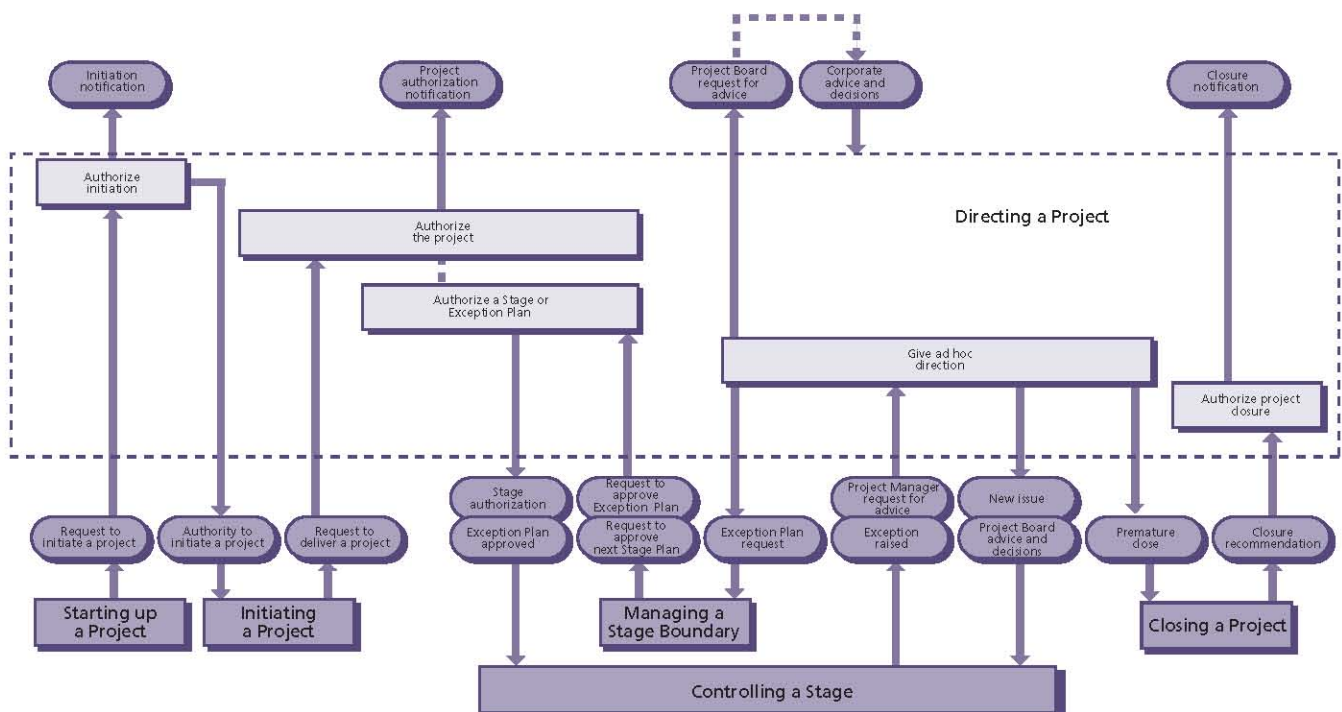 Initiation
notification
Project
authorization
notification
Project Board
request for
advice
Corporate
advice and
decisions
Closure
notification
Authorize
initiation
Authorize
the project
Directing a Project
Authorize a Stage or
Exception Plan
Give ad hoc
direction
Authorize project
closure
Stage
authorization
Request to
approve
Exception Plan
Project Manager
request for
advice
New issue
Request to
initiate a project
Authority to
initiate a project
Request to
deliver a project
Exception Plan
approved
Request to
approve
next Stage Plan
Exception Plan
request
Exception
raised
Project Board
advice and
decisions
Premature
close
Closure
recommendation
Starting up
a Project
Initiating
a Project
Managing a
Stage Boundary
Closing a Project
Controlling a Stage